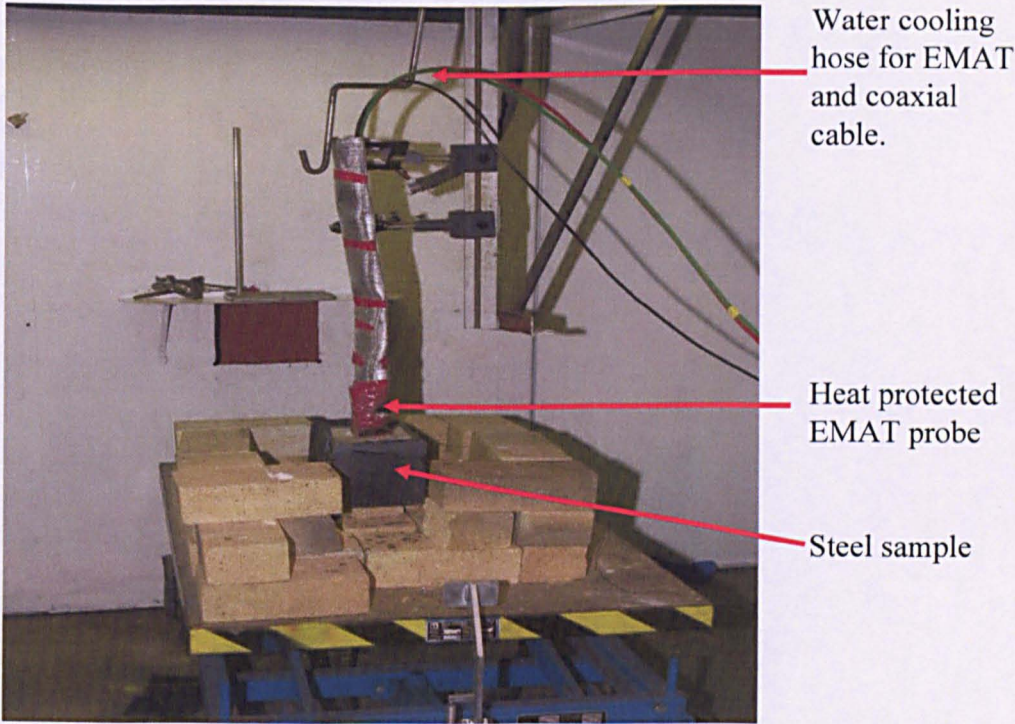 Water cooling
hose for EMAT
and coaxial
cable.
Heat protected
EMAT probe
Steel sample